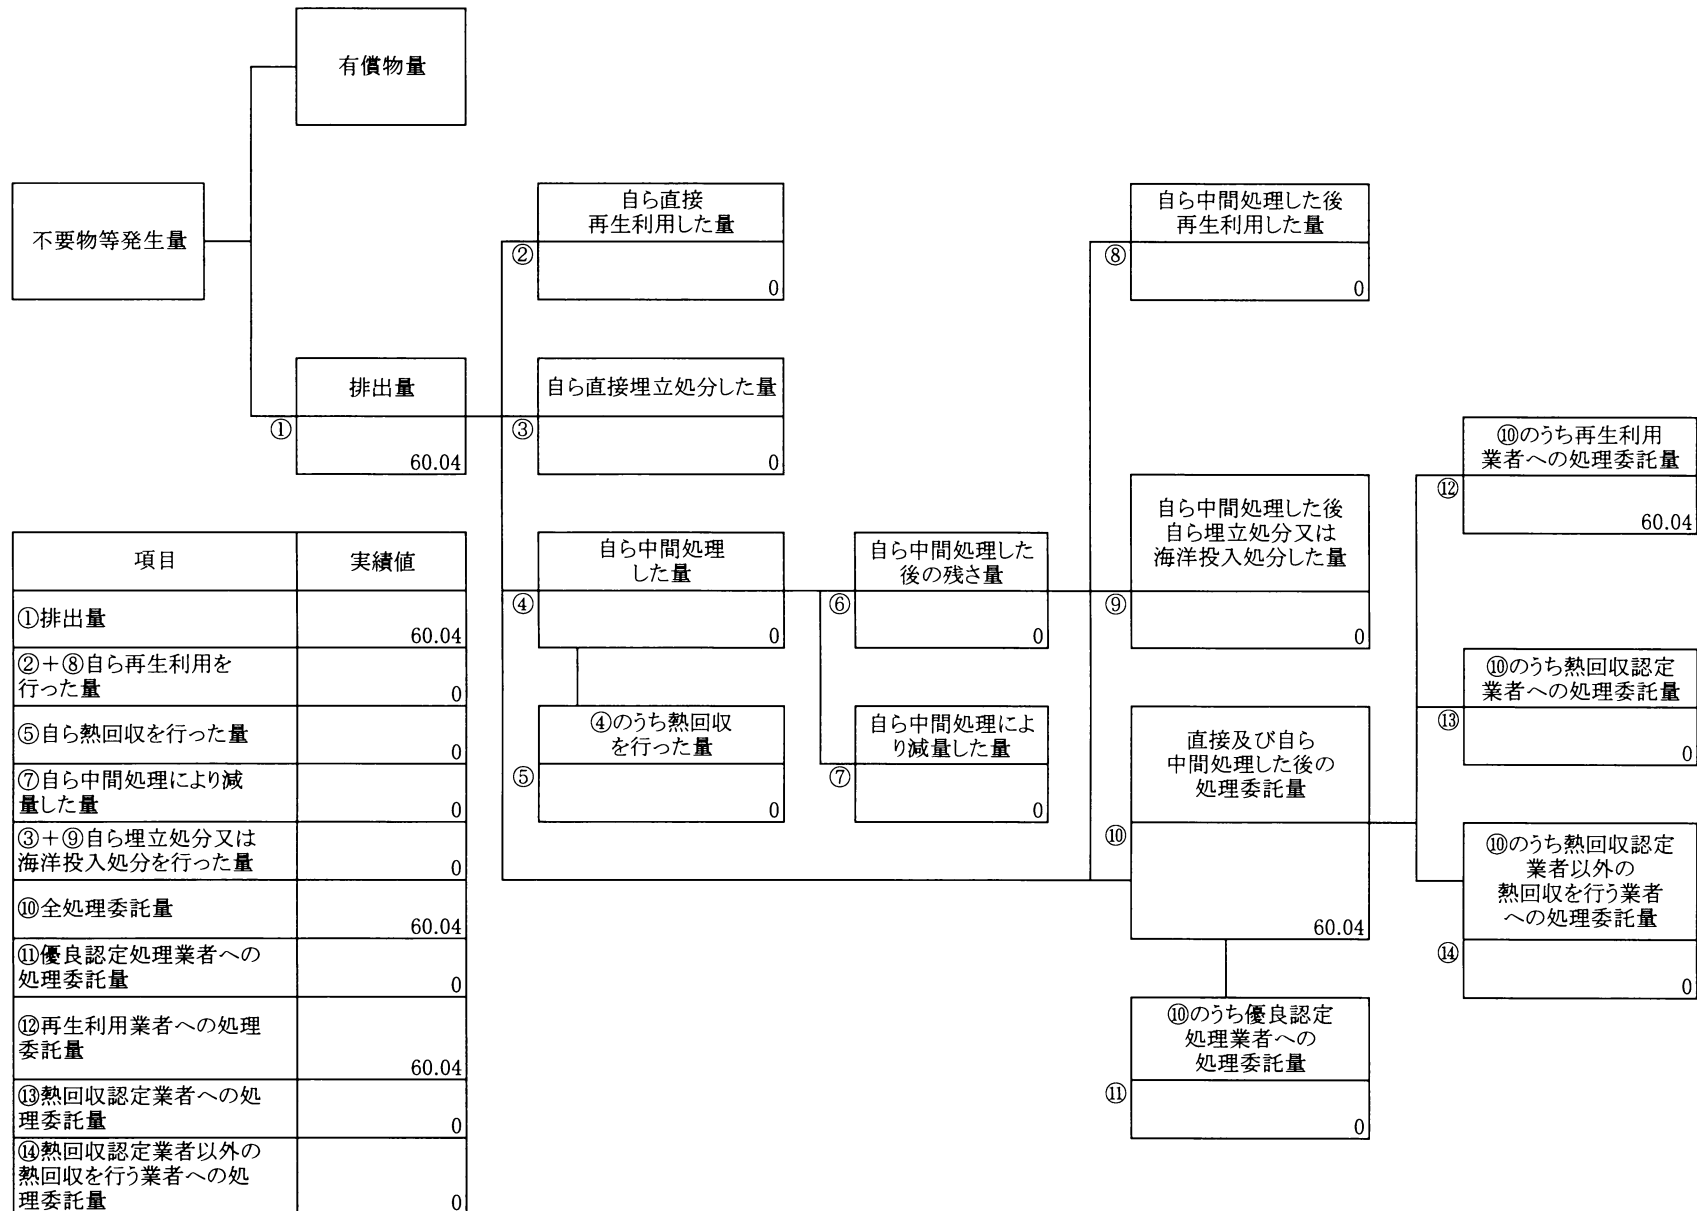 有償物量
不要物等発生量
自ら直接
再生利用した量
②
0
自ら中間処理した後
再生利用した量
⑧
0
排出量
①
60.04
自ら直接埋立処分した量
③
0
⑩のうち再生利用
業者への処理委託量
⑫
60.04
自ら中間処理
した量
④
0
自ら中間処理した
後の残さ量
⑥
0
自ら中間処理した後
自ら埋立処分又は
海洋投入処分した量
⑨
0
⑩のうち熱回収認定
業者への処理委託量
⑬
0
④のうち熱回収
を行った量
⑤
0
自ら中間処理によ
り減量した量
⑦
0
直接及び自ら
中間処理した後の
処理委託量
⑩
60.04
⑩のうち熱回収認定
業者以外の
熱回収を行う業者
への処理委託量
⑭
0
⑩のうち優良認定
処理業者への
処理委託量
⑪
0
項目 実績値
①排出量
60.04
②+⑧自ら再生利用を
行った量
0
⑤自ら熱回収を行った量
0
⑦自ら中間処理により減
量した量
0
③+⑨自ら埋立処分又は
海洋投入処分を行った量
0
⑩全処理委託量
60.04
⑪優良認定処理業者への
処理委託量
0
⑫再生利用業者への処理
委託量
60.04
⑬熱回収認定業者への処
理委託量
0
⑭熱回収認定業者以外の
熱回収を行う業者への処
理委託量
0